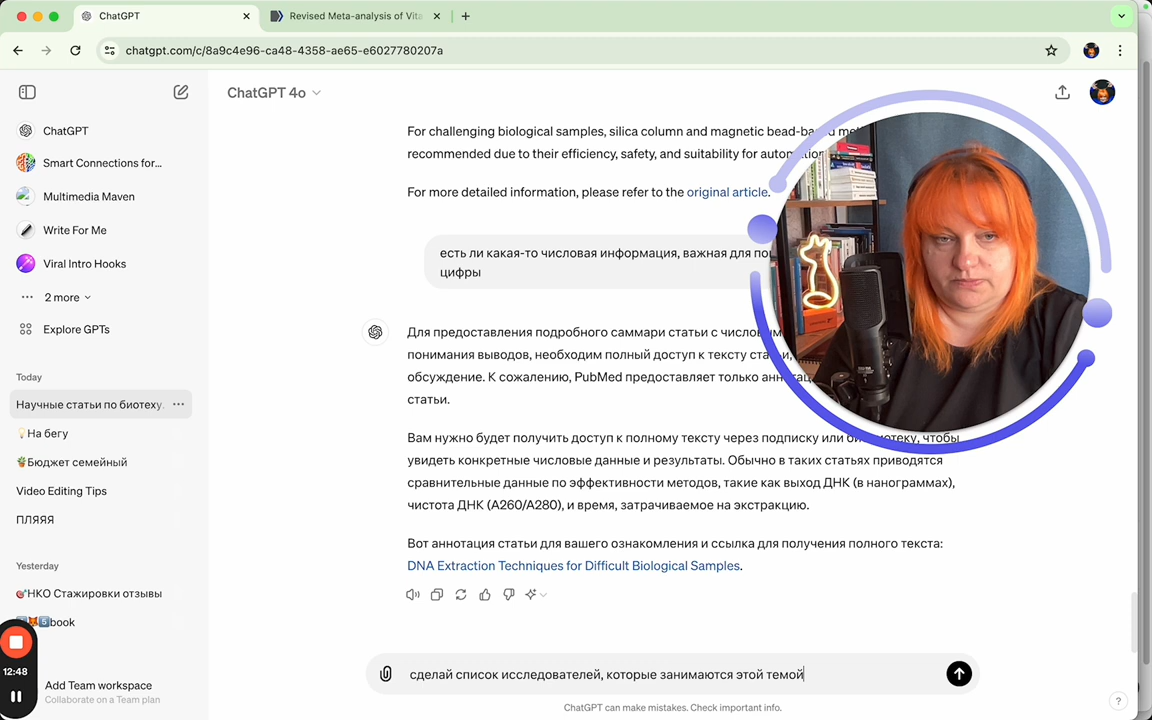 ChatGPT
Revised Meta-analysis of Vita
chatgpt.com/c/8a9c4e96-ca48-4358-ae65-e6027780207a
ChatGPT 4o
ChatGPT
Smart Connections for...
Multimedia Maven
Write For Me
Viral Intro Hooks
2 more
Explore GPTs
Today
Научные статьи по биотеху.
На бегу
Бюджет семейный
Video Editing Tips
ПЛЯЯЯ
Yesterday
НКО Стажировки отзывы
book
12:48
Add Team workspace
Collaborate on a Team plan
For challenging biological samples, silica column and magnetic bead-based
recommended due to their efficiency, safety, and suitability for
For more detailed information, please refer to the original article.
есть ли какая-то числовая информация, важная для
цифры
Для предоставления подробного саммари статьи с
понимания выводов, необходим полный доступ к тексту
обсуждение. К сожалению, PubMed предоставляет только
статьи.
Вам нужно будет получить доступ к полному тексту через подписку или библиотеку, чтобы
увидеть конкретные числовые данные и результаты. Обычно в таких статьях приводятся
сравнительные данные по эффективности методов, такие как выход ДНК (в нанограммах),
чистота ДНК (A260/A280), и время, затрачиваемое на экстракцию.
Вот аннотация статьи для вашего ознакомления и ссылка для получения полного текста:
DNA Extraction Techniques for Difficult Biological Samples.
сделай список исследователей, которые занимаются этой темой
ChatGPT can make mistakes. Check important info.
?